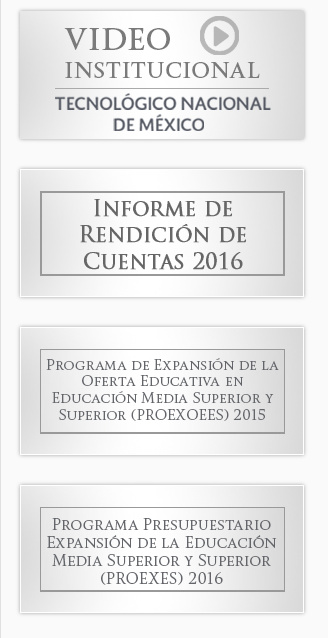 VIDEO
INSTITUCIONAL
TECNOLÓGICO NACIONAL
DE MÉXICO
INFORME DE
RENDICIÓN DE
CUENTAS 2016
PROGRAMA DE EXPANSIÓN DE LA
OFERTA EDUCATIVA EN
EDUCACIÓN MEDIA SUPERIOR Y
SUPERIOR (PROEXOEES) 2015
PROGRAMA PRESUPUESTARIO
EXPANSIÓN DE LA EDUCACIÓN
MEDIA SUPERIOR Y SUPERIOR
(PROEXES) 2016